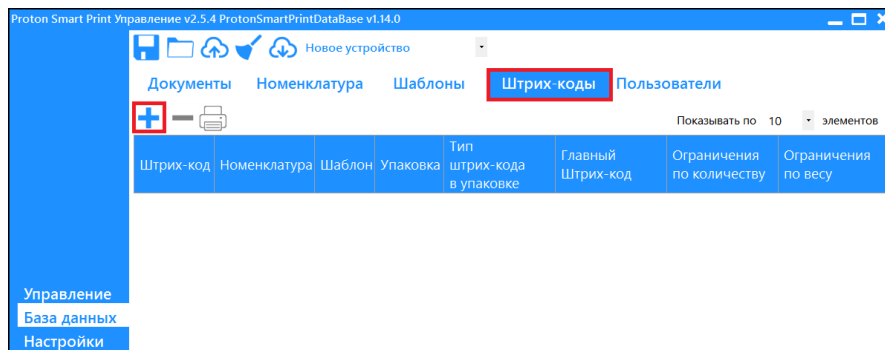 Proton Smart Print Управление v2.5.4 ProtonSmartPrintDataBase v1.14.0
Новое устройство
Документы Номенклатура Шаблоны Штрих-коды Пользователи
Показывать по 10 элементов
Штрих-код Номенклатура Шаблон Упаковка Тип штрих-кода в упаковке Главный Штрих-код Ограничения по количеству Ограничения по весу
Управление
База данных
Настройки